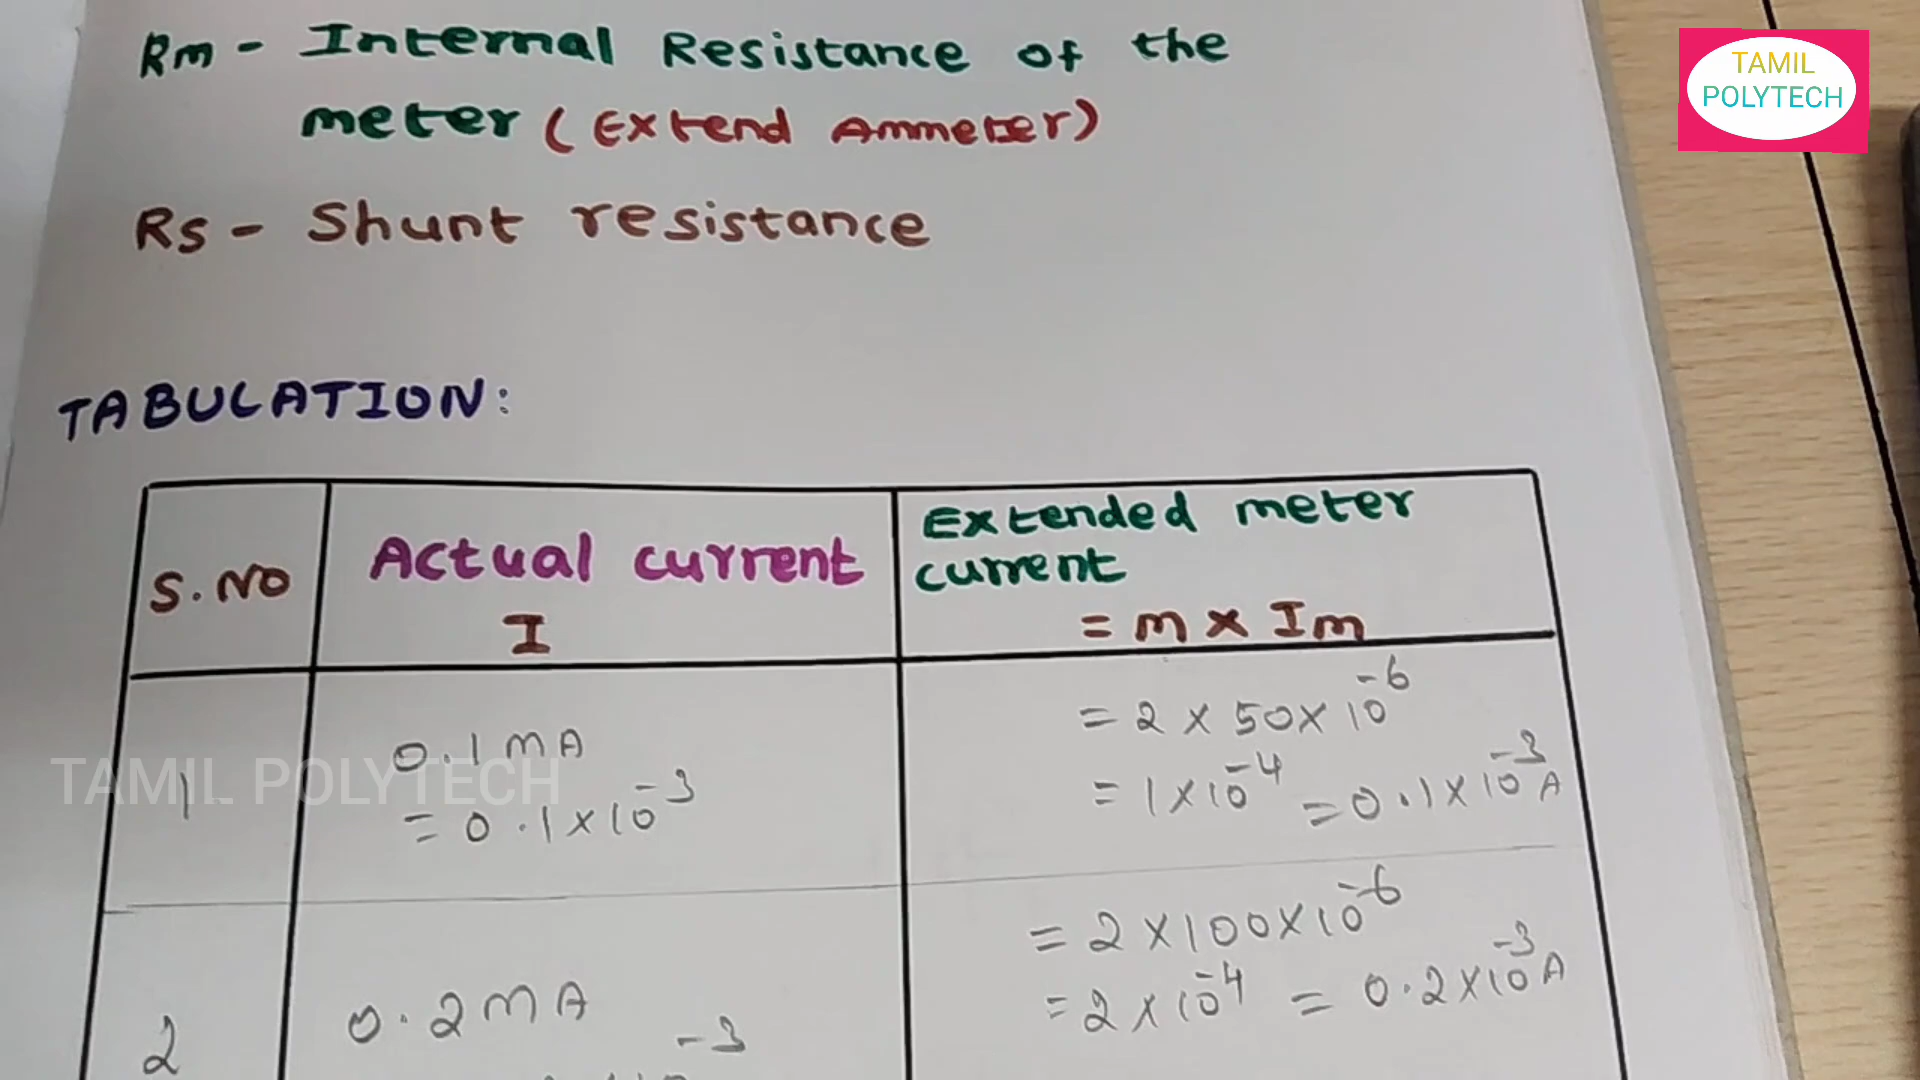 Rm - Internal Resistance of the
meter (Extend Ammeter)
Rs - Shunt resistance
TABULATION:
S.NO
Actual current
I
Extended meter
current
= m × Im
1
0.1 mA
= 0.1 × 10⁻³
= 2 × 50 × 10⁻⁶
= 1 × 10⁻⁴ = 0.1 × 10⁻³ A
2
0.2 mA
⁻³
= 2 × 100 × 10⁻⁶
= 2 × 10⁻⁴ = 0.2 × 10⁻³ A
TAMIL
POLYTECH
TAMIL POLYTECH